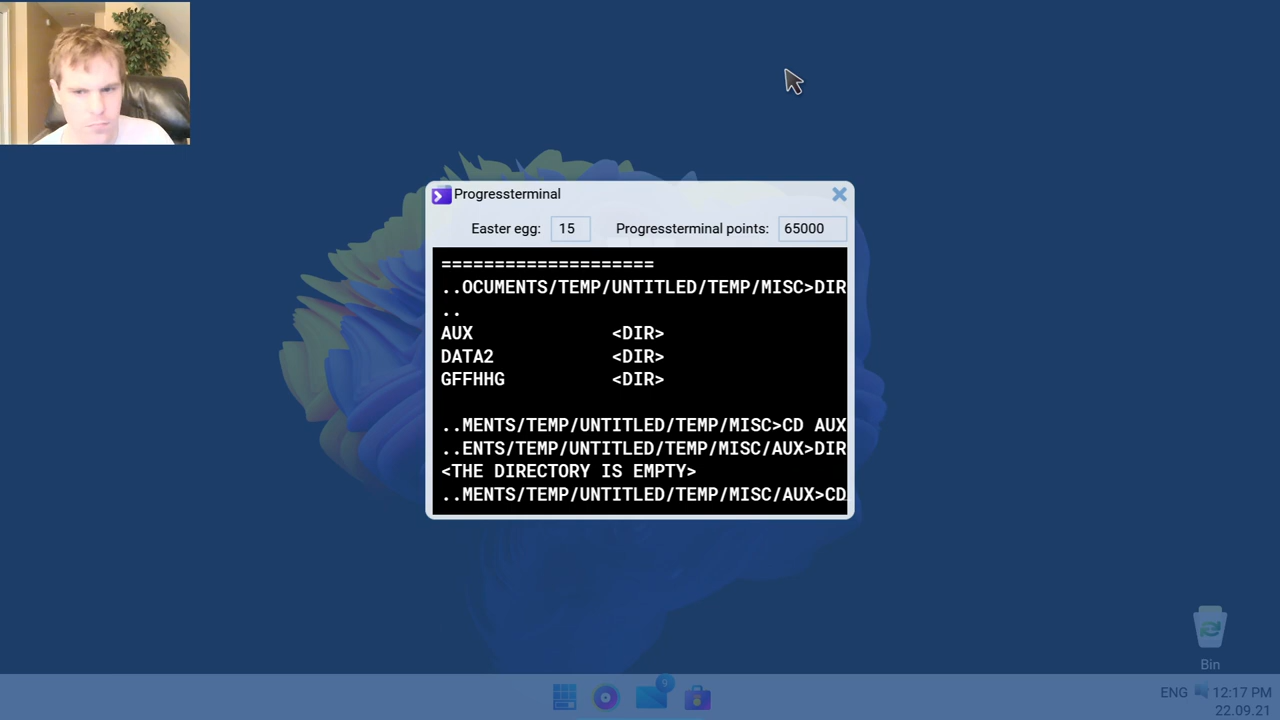 Progressterminal
Easter egg: 15 Progressterminal points: 65000
====================
..OCUMENTS/TEMP/UNTITLED/TEMP/MISC>DIR
..
AUX <DIR>
DATA2 <DIR>
GFFHHG <DIR>
..MENTS/TEMP/UNTITLED/TEMP/MISC>CD AUX
..ENTS/TEMP/UNTITLED/TEMP/MISC/AUX>DIR
<THE DIRECTORY IS EMPTY>
..MENTS/TEMP/UNTITLED/TEMP/MISC/AUX>CD
Bin
9
ENG 12:17 PM
22.09.21